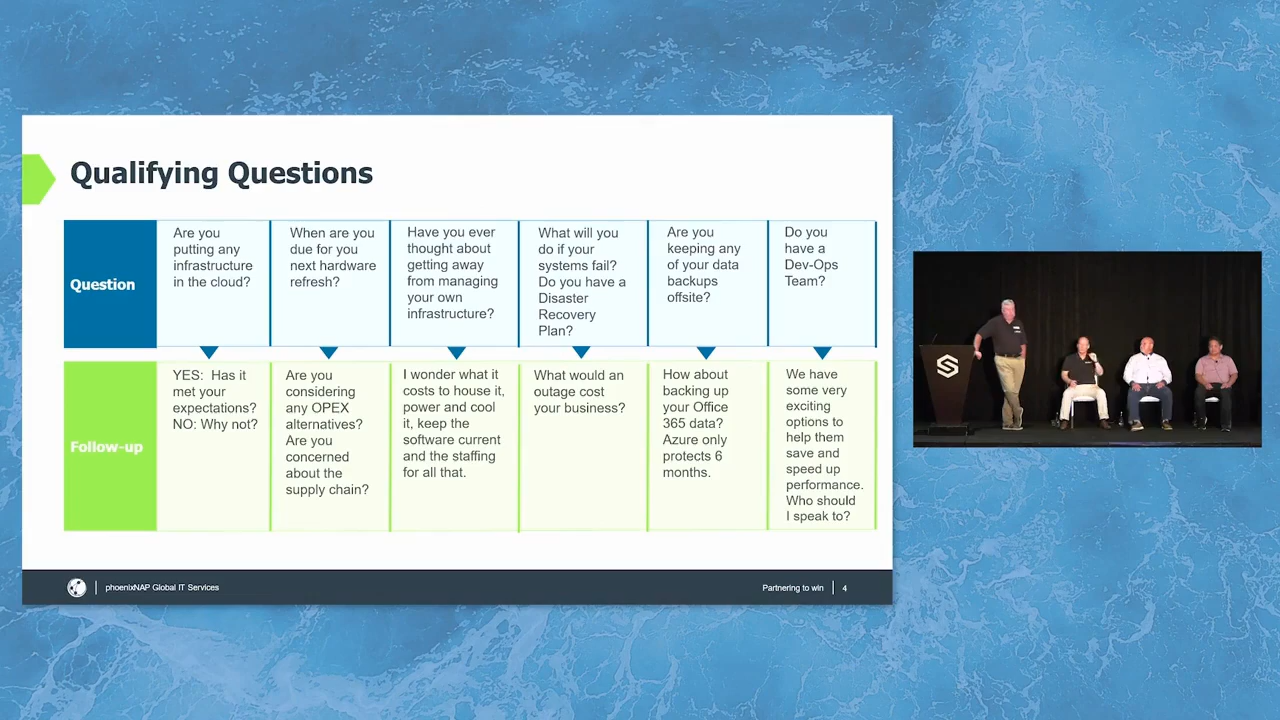 Qualifying Questions
Question
Are you
putting any
infrastructure
in the cloud?
When are you
due for you
next hardware
refresh?
Have you ever
thought about
getting away
from managing
your own
infrastructure?
What will you
do if your
systems fail?
Do you have a
Disaster
Recovery
Plan?
Are you
keeping any
of your data
backups
offsite?
Do you
have a
Dev-Ops
Team?
Follow-up
YES:  Has it
met your
expectations?
NO: Why not?
Are you
considering
any OPEX
alternatives?
Are you
concerned
about the
supply chain?
I wonder what it
costs to house it,
power and cool
it, keep the
software current
and the staffing
for all that.
What would an
outage cost
your business?
How about
backing up
your Office
365 data?
Azure only
protects 6
months.
We have
some very
exciting
options to
help them
save and
speed up
performance.
Who should
I speak to?
phoenixNAP Global IT Services
Partnering to win
4